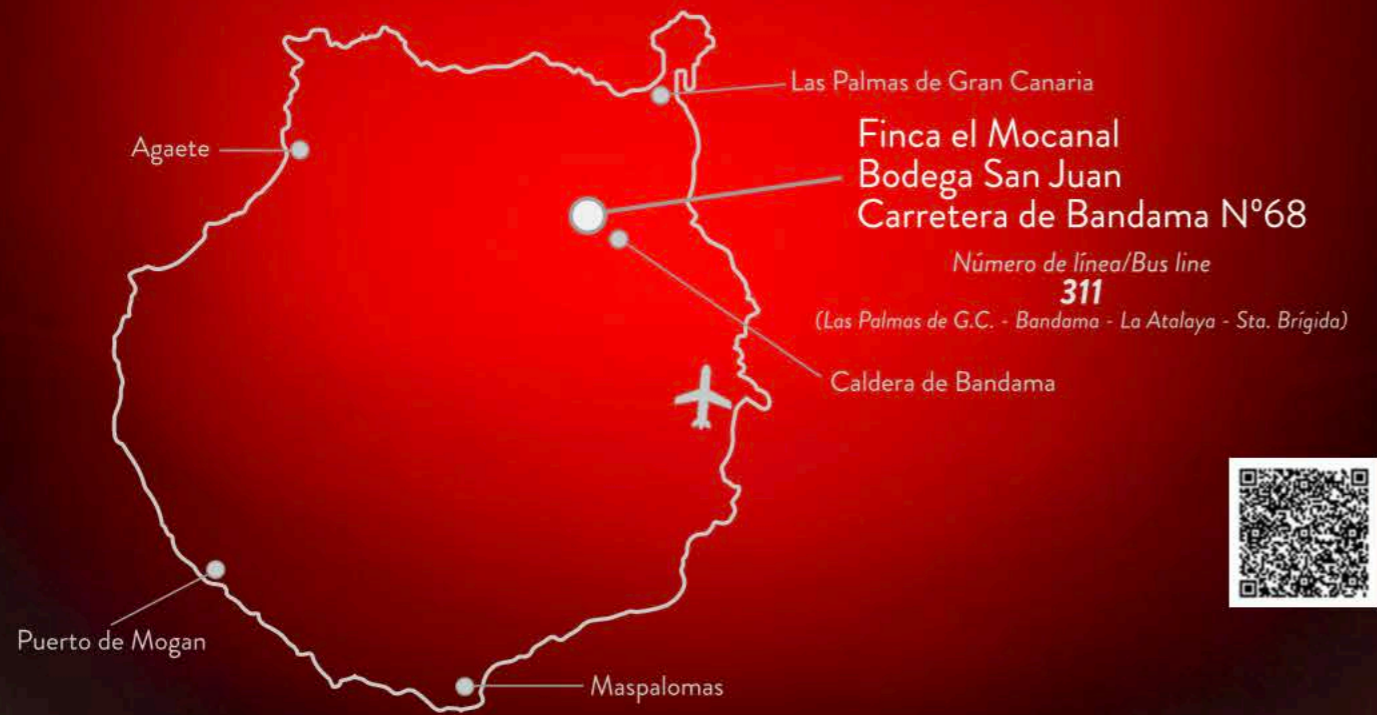 Las Palmas de Gran Canaria
Agaete
Finca el Mocanal
Bodega San Juan
Carretera de Bandama Nº68
Número de línea/Bus line
311
(Las Palmas de G.C. - Bandama - La Atalaya - Sta. Brígida)
Caldera de Bandama
Puerto de Mogan
Maspalomas